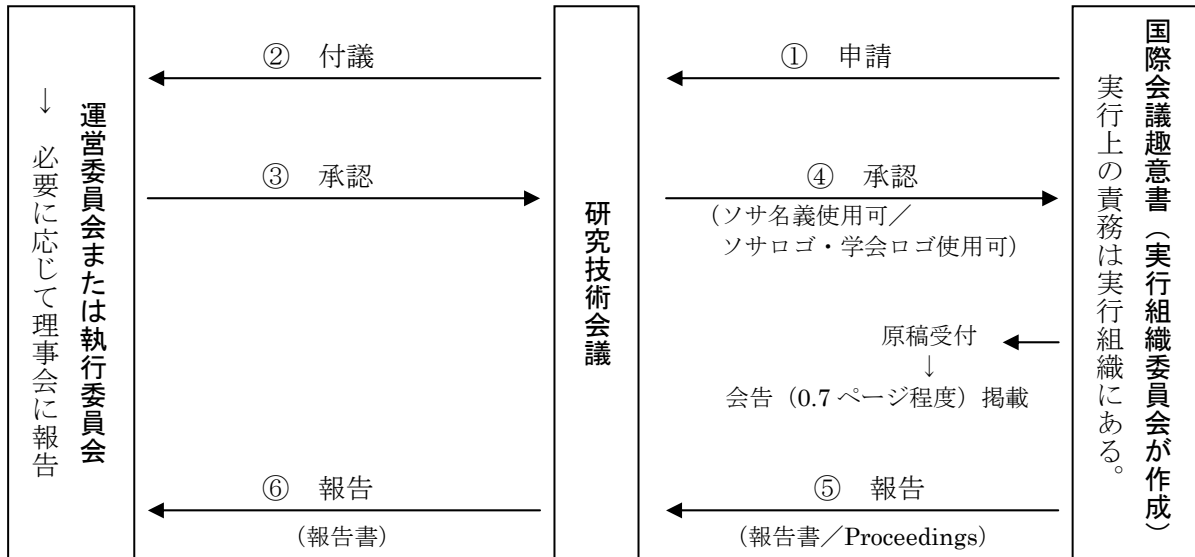 ② 付議
① 申請
③ 承認
④ 承認
(ソサ名義使用可/
ソサロゴ・学会ロゴ使用可)
原稿受付
↓
会告(0.7 ページ程度)掲載
⑥ 報告
(報告書)
⑤ 報告
(報告書/Proceedings)
国際会議趣意書(実行組織委員会が作成)
実行上の責務は実行組織にある。
研究技術会議
運営委員会または執行委員会
→ 必要に応じて理事会に報告